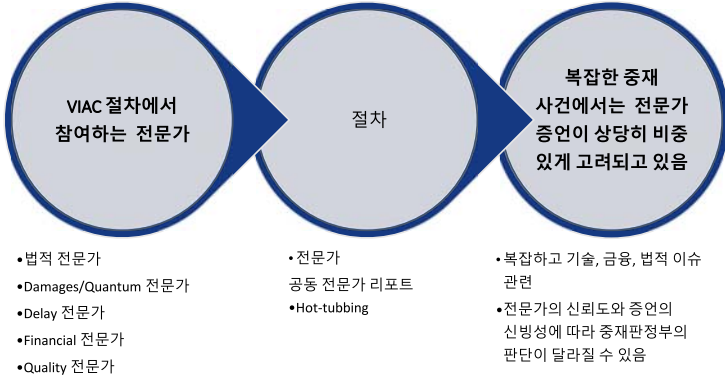 VIAC 절차에서
참여하는 전문가
절차
복잡한 중재
사건에서는 전문가
증언이 상당히 비중
있게 고려되고 있음
•법적 전문가
•Damages/Quantum 전문가
•Delay 전문가
•Financial 전문가
•Quality 전문가
•전문가
공동 전문가 리포트
•Hot-tubbing
•복잡하고 기술, 금융, 법적 이슈
관련
•전문가의 신뢰도와 증언의
신빙성에 따라 중재판정부의
판단이 달라질 수 있음